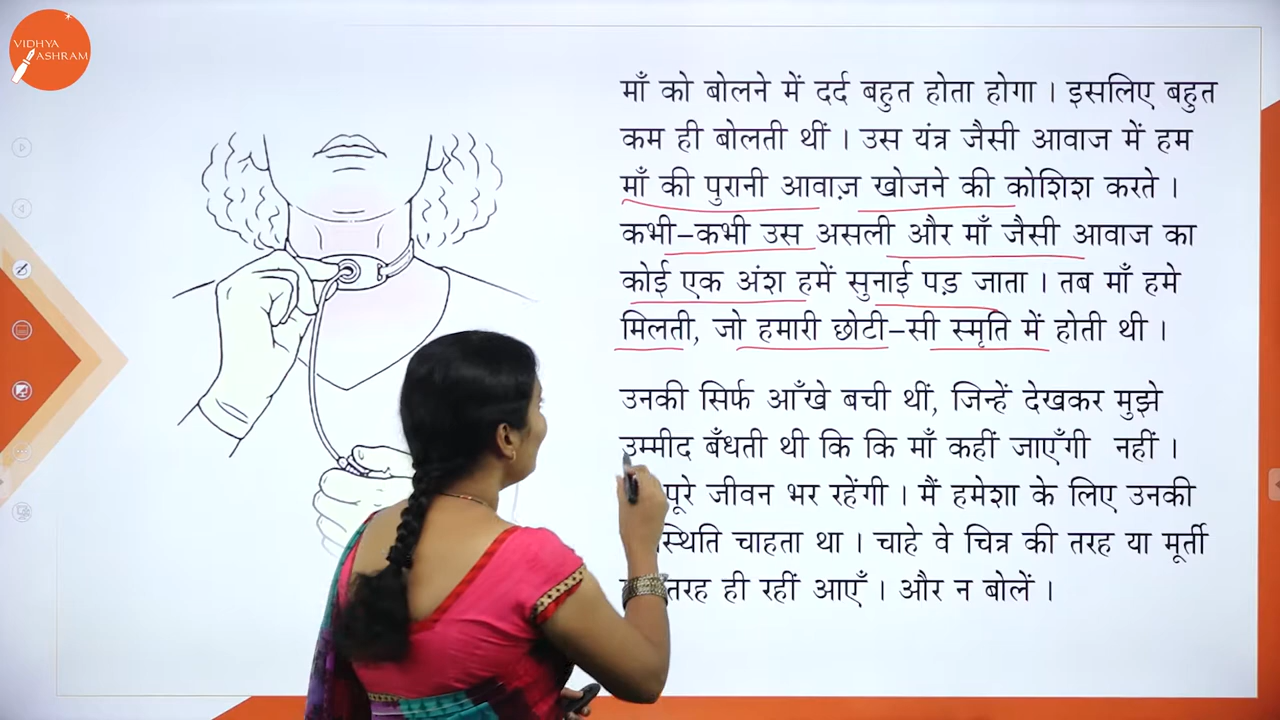 VIDHYA
ASHRAM
माँ को बोलने में दर्द बहुत होता होगा । इसलिए बहुत
कम ही बोलती थीं । उस यंत्र जैसी आवाज में हम
माँ की पुरानी आवाज़ खोजने की कोशिश करते ।
कभी–कभी उस असली और माँ जैसी आवाज का
कोई एक अंश हमें सुनाई पड़ जाता । तब माँ हमे
मिलती, जो हमारी छोटी–सी स्मृति में होती थी ।
उनकी सिर्फ आँखे बची थीं, जिन्हें देखकर मुझे
उम्मीद बँधती थी कि कि माँ कहीं जाएँगी नहीं ।
पूरे जीवन भर रहेंगी । मैं हमेशा के लिए उनकी
स्थिति चाहता था । चाहे वे चित्र की तरह या मूर्ती
तरह ही रहीं आएँ । और न बोलें ।